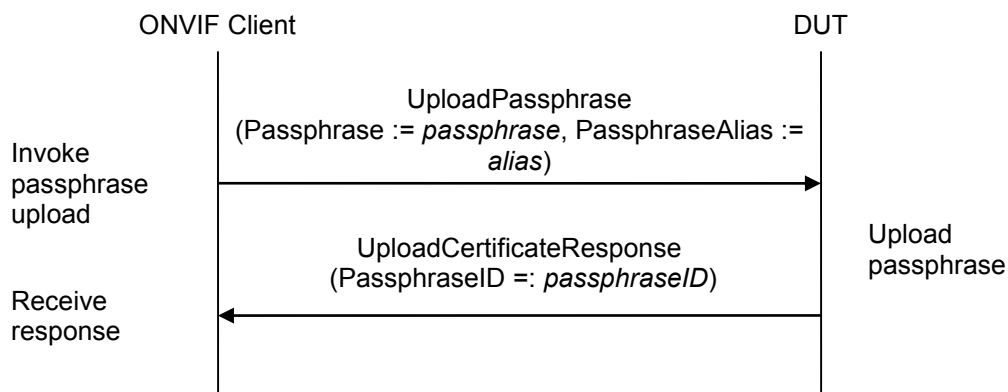 ONVIF Client
DUT
UploadPassphrase
(Passphrase := passphrase, PassphraseAlias :=
alias)
Invoke
passphrase
upload
UploadCertificateResponse
(PassphraseID =: passphraseID)
Upload
passphrase
Receive
response